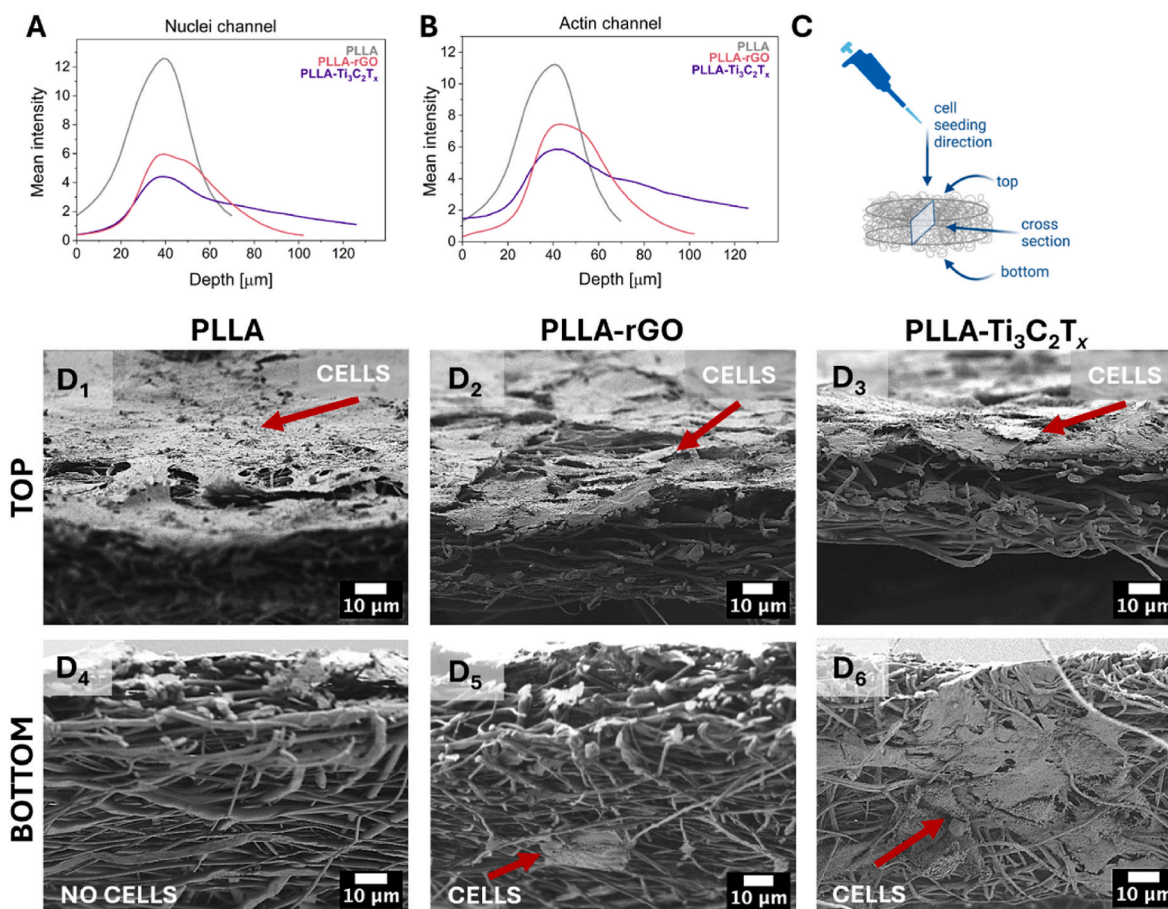 A
Nuclei channel
PLLA
PLLA-rGO
PLLA-Ti₃C₂Tₓ
Mean intensity
12
10
8
6
4
2
0
0 20 40 60 80 100 120
Depth [μm]
B
Actin channel
PLLA
PLLA-rGO
PLLA-Ti₃C₂Tₓ
Mean intensity
12
10
8
6
4
2
0
0 20 40 60 80 100 120
Depth [μm]
C
cell
seeding
direction
top
cross
section
bottom
PLLA
PLLA-rGO
PLLA-Ti₃C₂Tₓ
TOP
D₁
CELLS
10 μm
D₂
CELLS
10 μm
D₃
CELLS
10 μm
BOTTOM
D₄
NO CELLS
10 μm
D₅
CELLS
10 μm
D₆
CELLS
10 μm